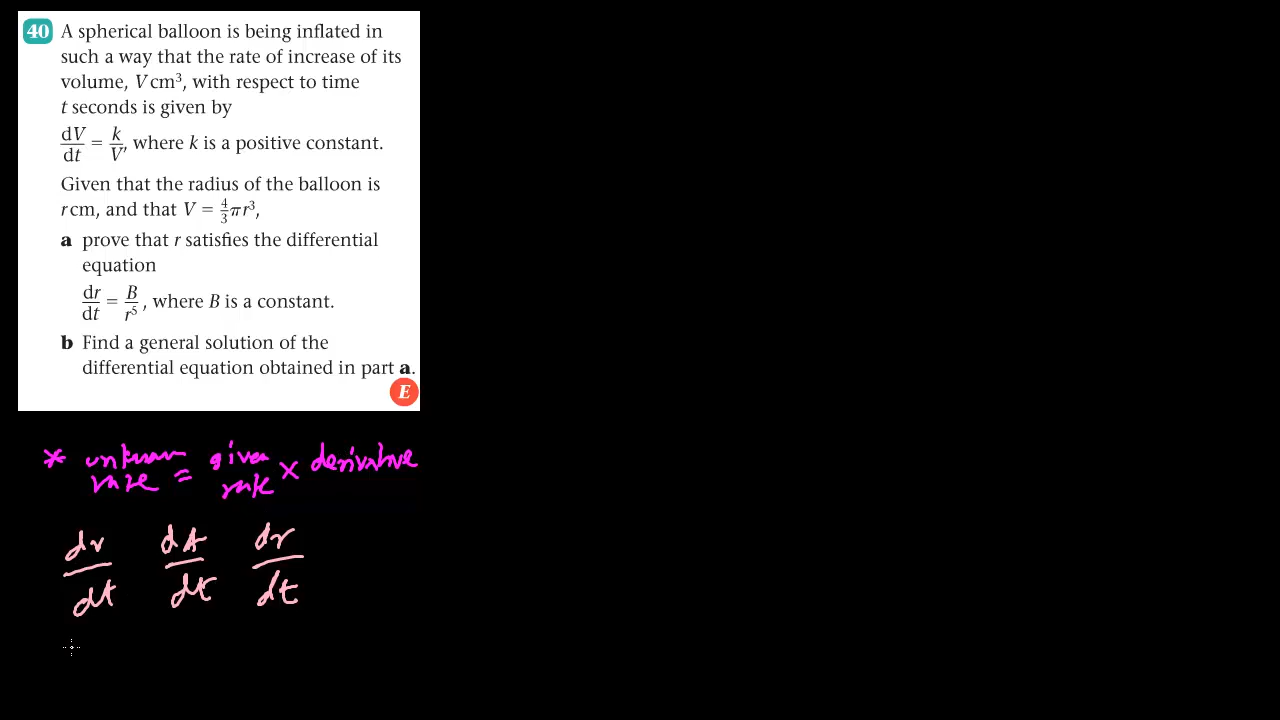 40 A spherical balloon is being inflated in
such a way that the rate of increase of its
volume, V cm³, with respect to time
t seconds is given by
dV/dt = k/V, where k is a positive constant.
Given that the radius of the balloon is
r cm, and that V = 4/3 πr³,
a prove that r satisfies the differential
equation
dr/dt = B/r⁵, where B is a constant.
b Find a general solution of the
differential equation obtained in part a.
E
* unknown rate = given rate × derivative
dv/dt dA/dt dr/dt